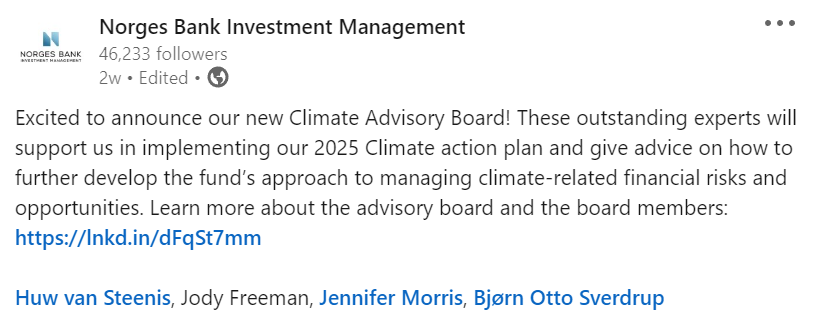 NORGES BANK
INVESTMENT MANAGEMENT
Norges Bank Investment Management
46,233 followers
2w • Edited •
Excited to announce our new Climate Advisory Board! These outstanding experts will
support us in implementing our 2025 Climate action plan and give advice on how to
further develop the fund's approach to managing climate-related financial risks and
opportunities. Learn more about the advisory board and the board members:
https://lnkd.in/dFqSt7mm
Huw van Steenis, Jody Freeman, Jennifer Morris, Bjørn Otto Sverdrup